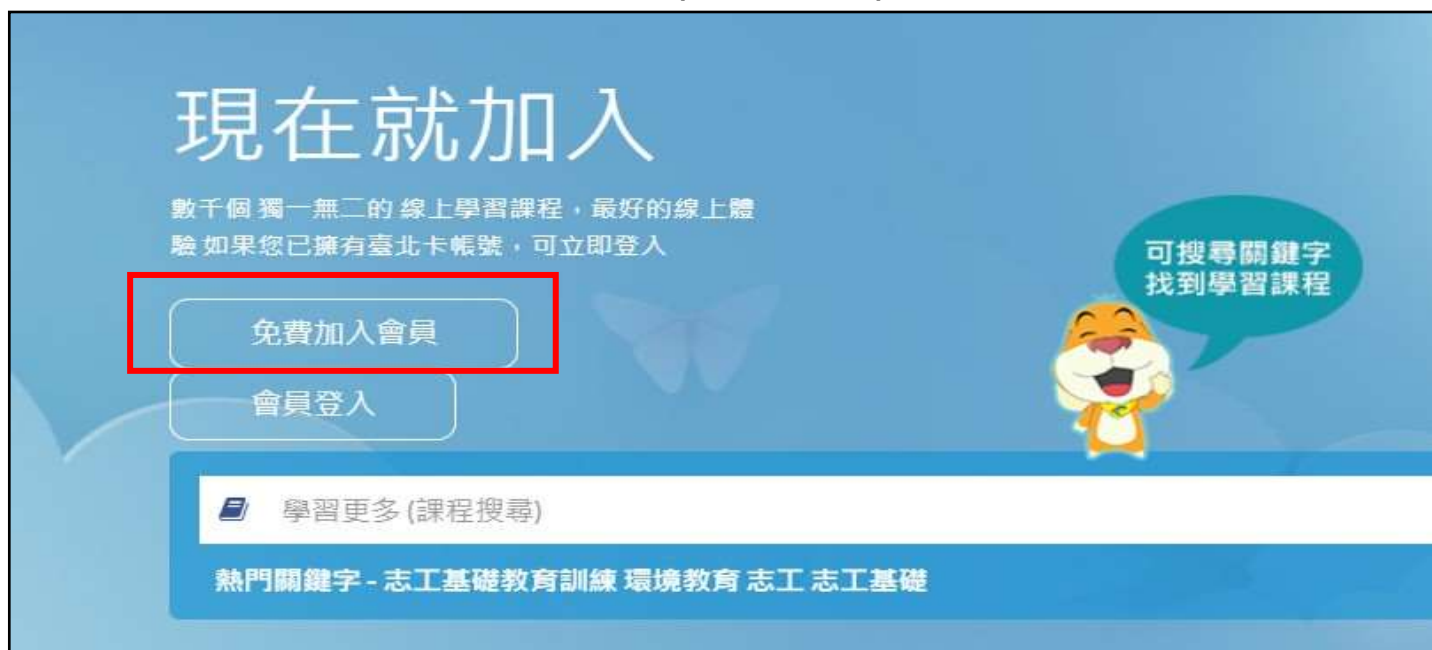 現在就加入
數千個 獨一無二的 線上學習課程，最好的線上體
驗 如果您已擁有臺北卡帳號，可立即登入
可搜尋關鍵字
找到學習課程
免費加入會員
會員登入
學習更多 (課程搜尋)
熱門關鍵字 - 志工基礎教育訓練 環境教育 志工 志工基礎